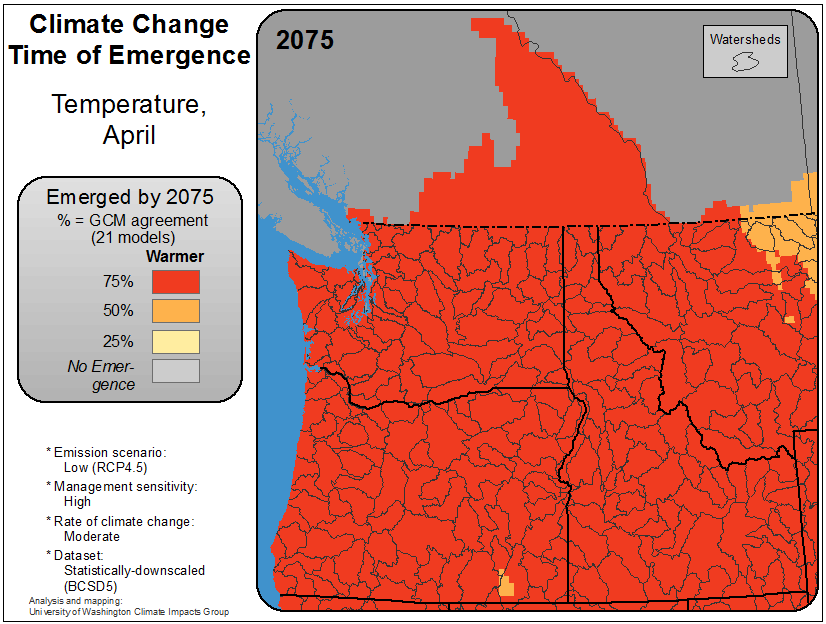 Climate Change
Time of Emergence
Temperature,
April
Emerged by 2075
% = GCM agreement
(21 models)
Warmer
75%
50%
25%
No Emer-
gence
* Emission scenario:
Low (RCP4.5)
* Management sensitivity:
High
* Rate of climate change:
Moderate
* Dataset:
Statistically-downscaled
(BCSD5)
Analysis and mapping:
University of Washington Climate Impacts Group
2075
Watersheds